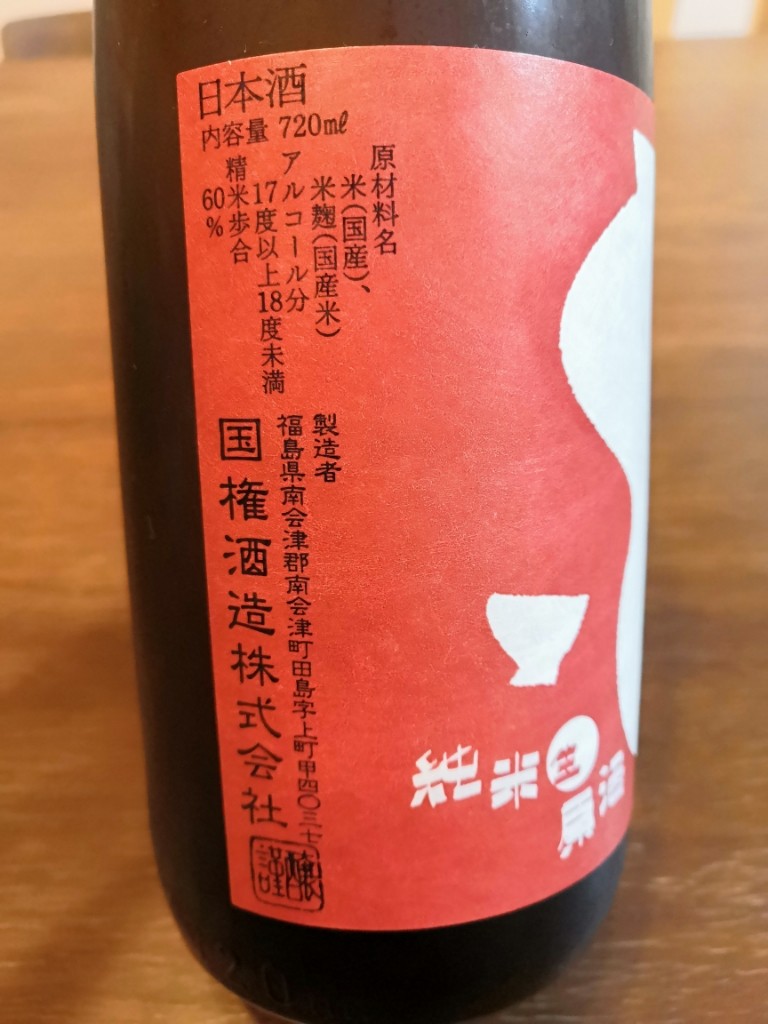 日本酒
内容量 720㎖
原材料名
米(国産)、
米麹(国産米)
アルコール分
17度以上18度未満
精米歩合
60%
製造者
福島県南会津郡南会津町田島字上町甲四〇三七
国権酒造株式会社
謹醸
純米生原酒